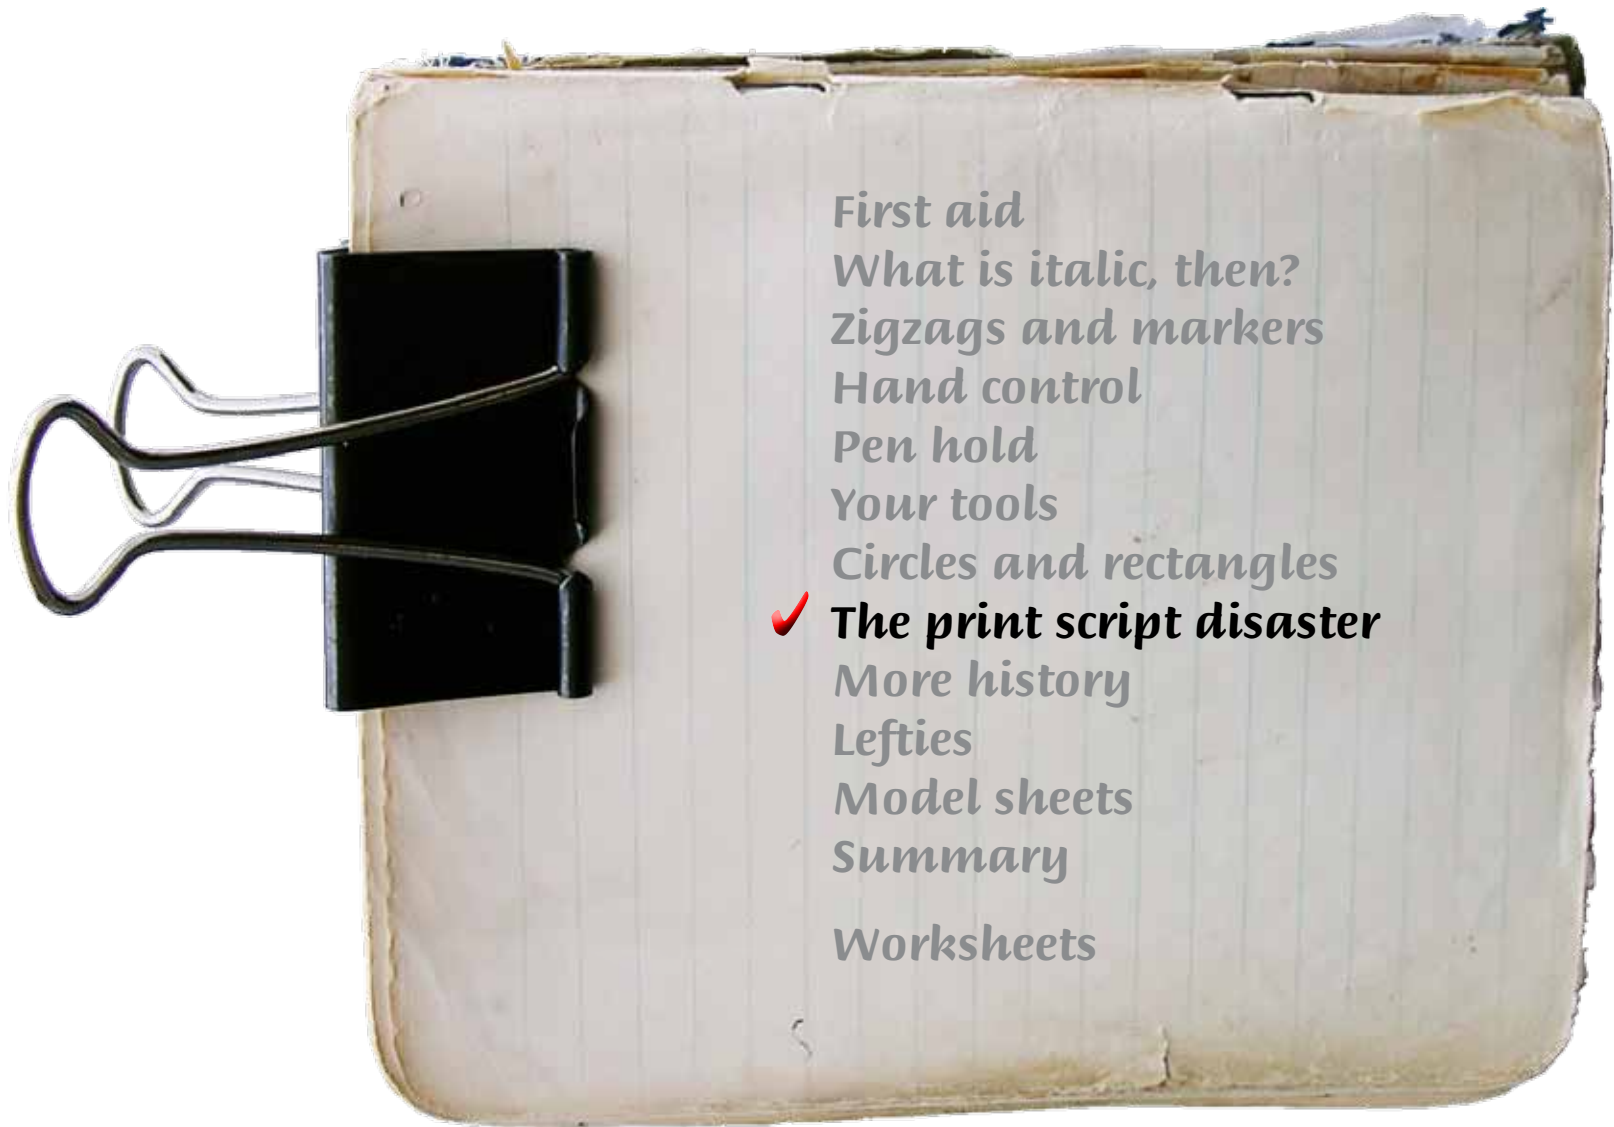 First aid
What is italic, then?
Zigzags and markers
Hand control
Pen hold
Your tools
Circles and rectangles
The print script disaster
More history
Lefties
Model sheets
Summary
Worksheets